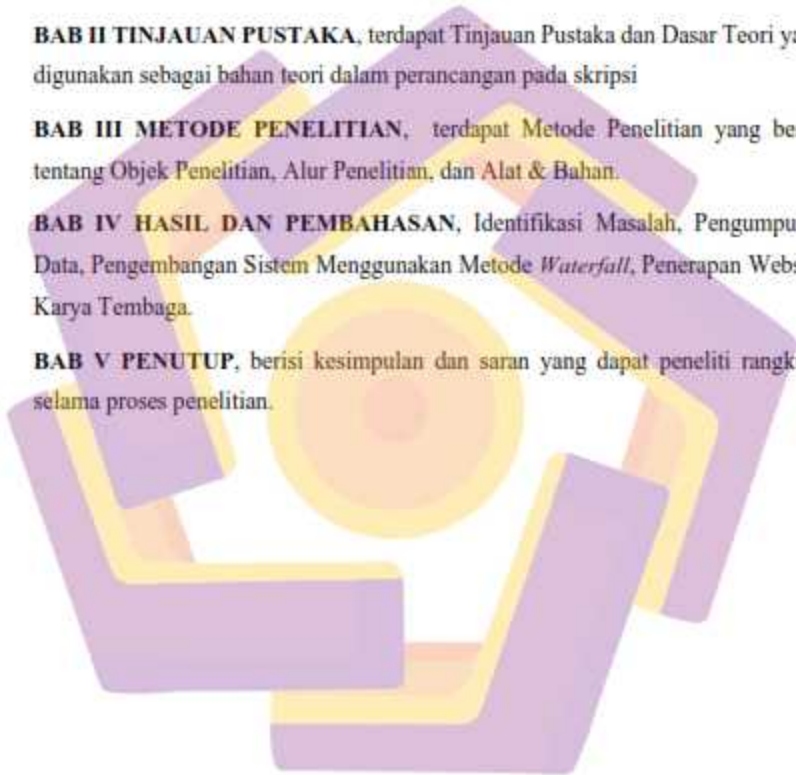 BAB II TINJAUAN PUSTAKA, terdapat Tinjauan Pustaka dan Dasar Teori ya
digunakan sebagai bahan teori dalam perancangan pada skripsi
BAB III METODE PENELITIAN, terdapat Metode Penelitian yang ber
tentang Objek Penelitian, Alur Penelitian, dan Alat & Bahan.
BAB IV HASIL DAN PEMBAHASAN, Identifikasi Masalah, Pengumpu
Data, Pengembangan Sistem Menggunakan Metode Waterfall, Penerapan Webs
Karya Tembaga.
BAB V PENUTUP, berisi kesimpulan dan saran yang dapat peneliti rangk
selama proses penelitian.